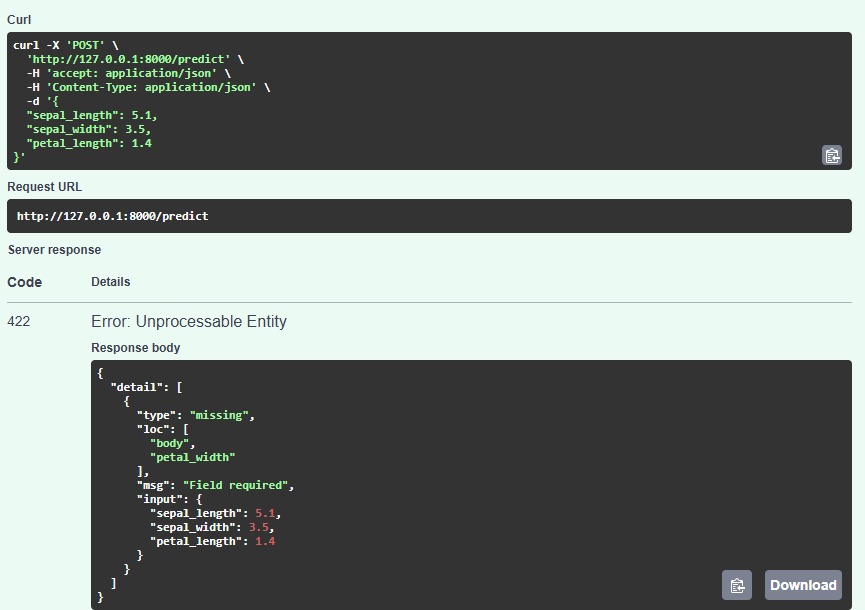 Curl
curl -X 'POST' \
  'http://127.0.0.1:8000/predict' \
  -H 'accept: application/json' \
  -H 'Content-Type: application/json' \
  -d '{
  "sepal_length": 5.1,
  "sepal_width": 3.5,
  "petal_length": 1.4
}'
Request URL
http://127.0.0.1:8000/predict
Server response
Code Details
422 Error: Unprocessable Entity
Response body
{
  "detail": [
    {
      "type": "missing",
      "loc": [
        "body",
        "petal_width"
      ],
      "msg": "Field required",
      "input": {
        "sepal_length": 5.1,
        "sepal_width": 3.5,
        "petal_length": 1.4
      }
    }
  ]
}
Download